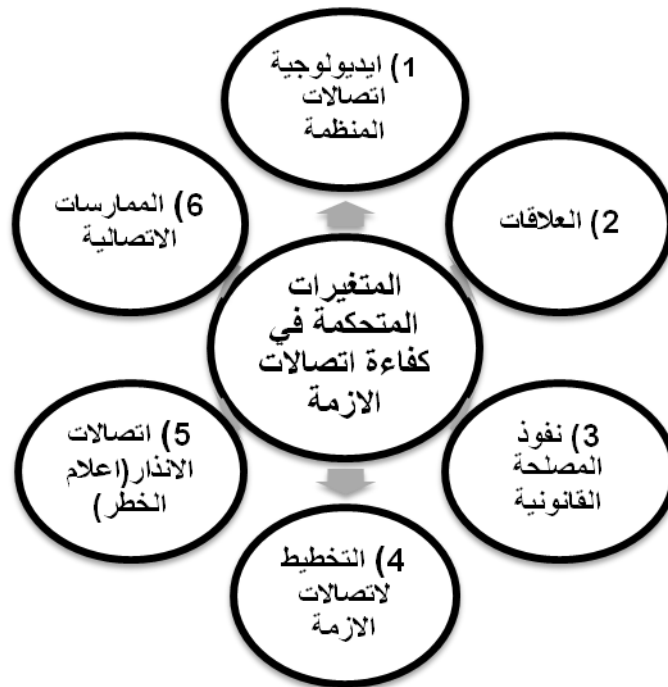 1) ايديولوجية
اتصالات
المنظمة
2) العلاقات
3) نفوذ
المصلحة
القانونية
4) التخطيط
لاتصالات
الازمة
5) اتصالات
الانذار(اعلام
الخطر)
6) الممارسات
الاتصالية
المتغيرات
المتحكمة في
كفاءة اتصالات
الازمة